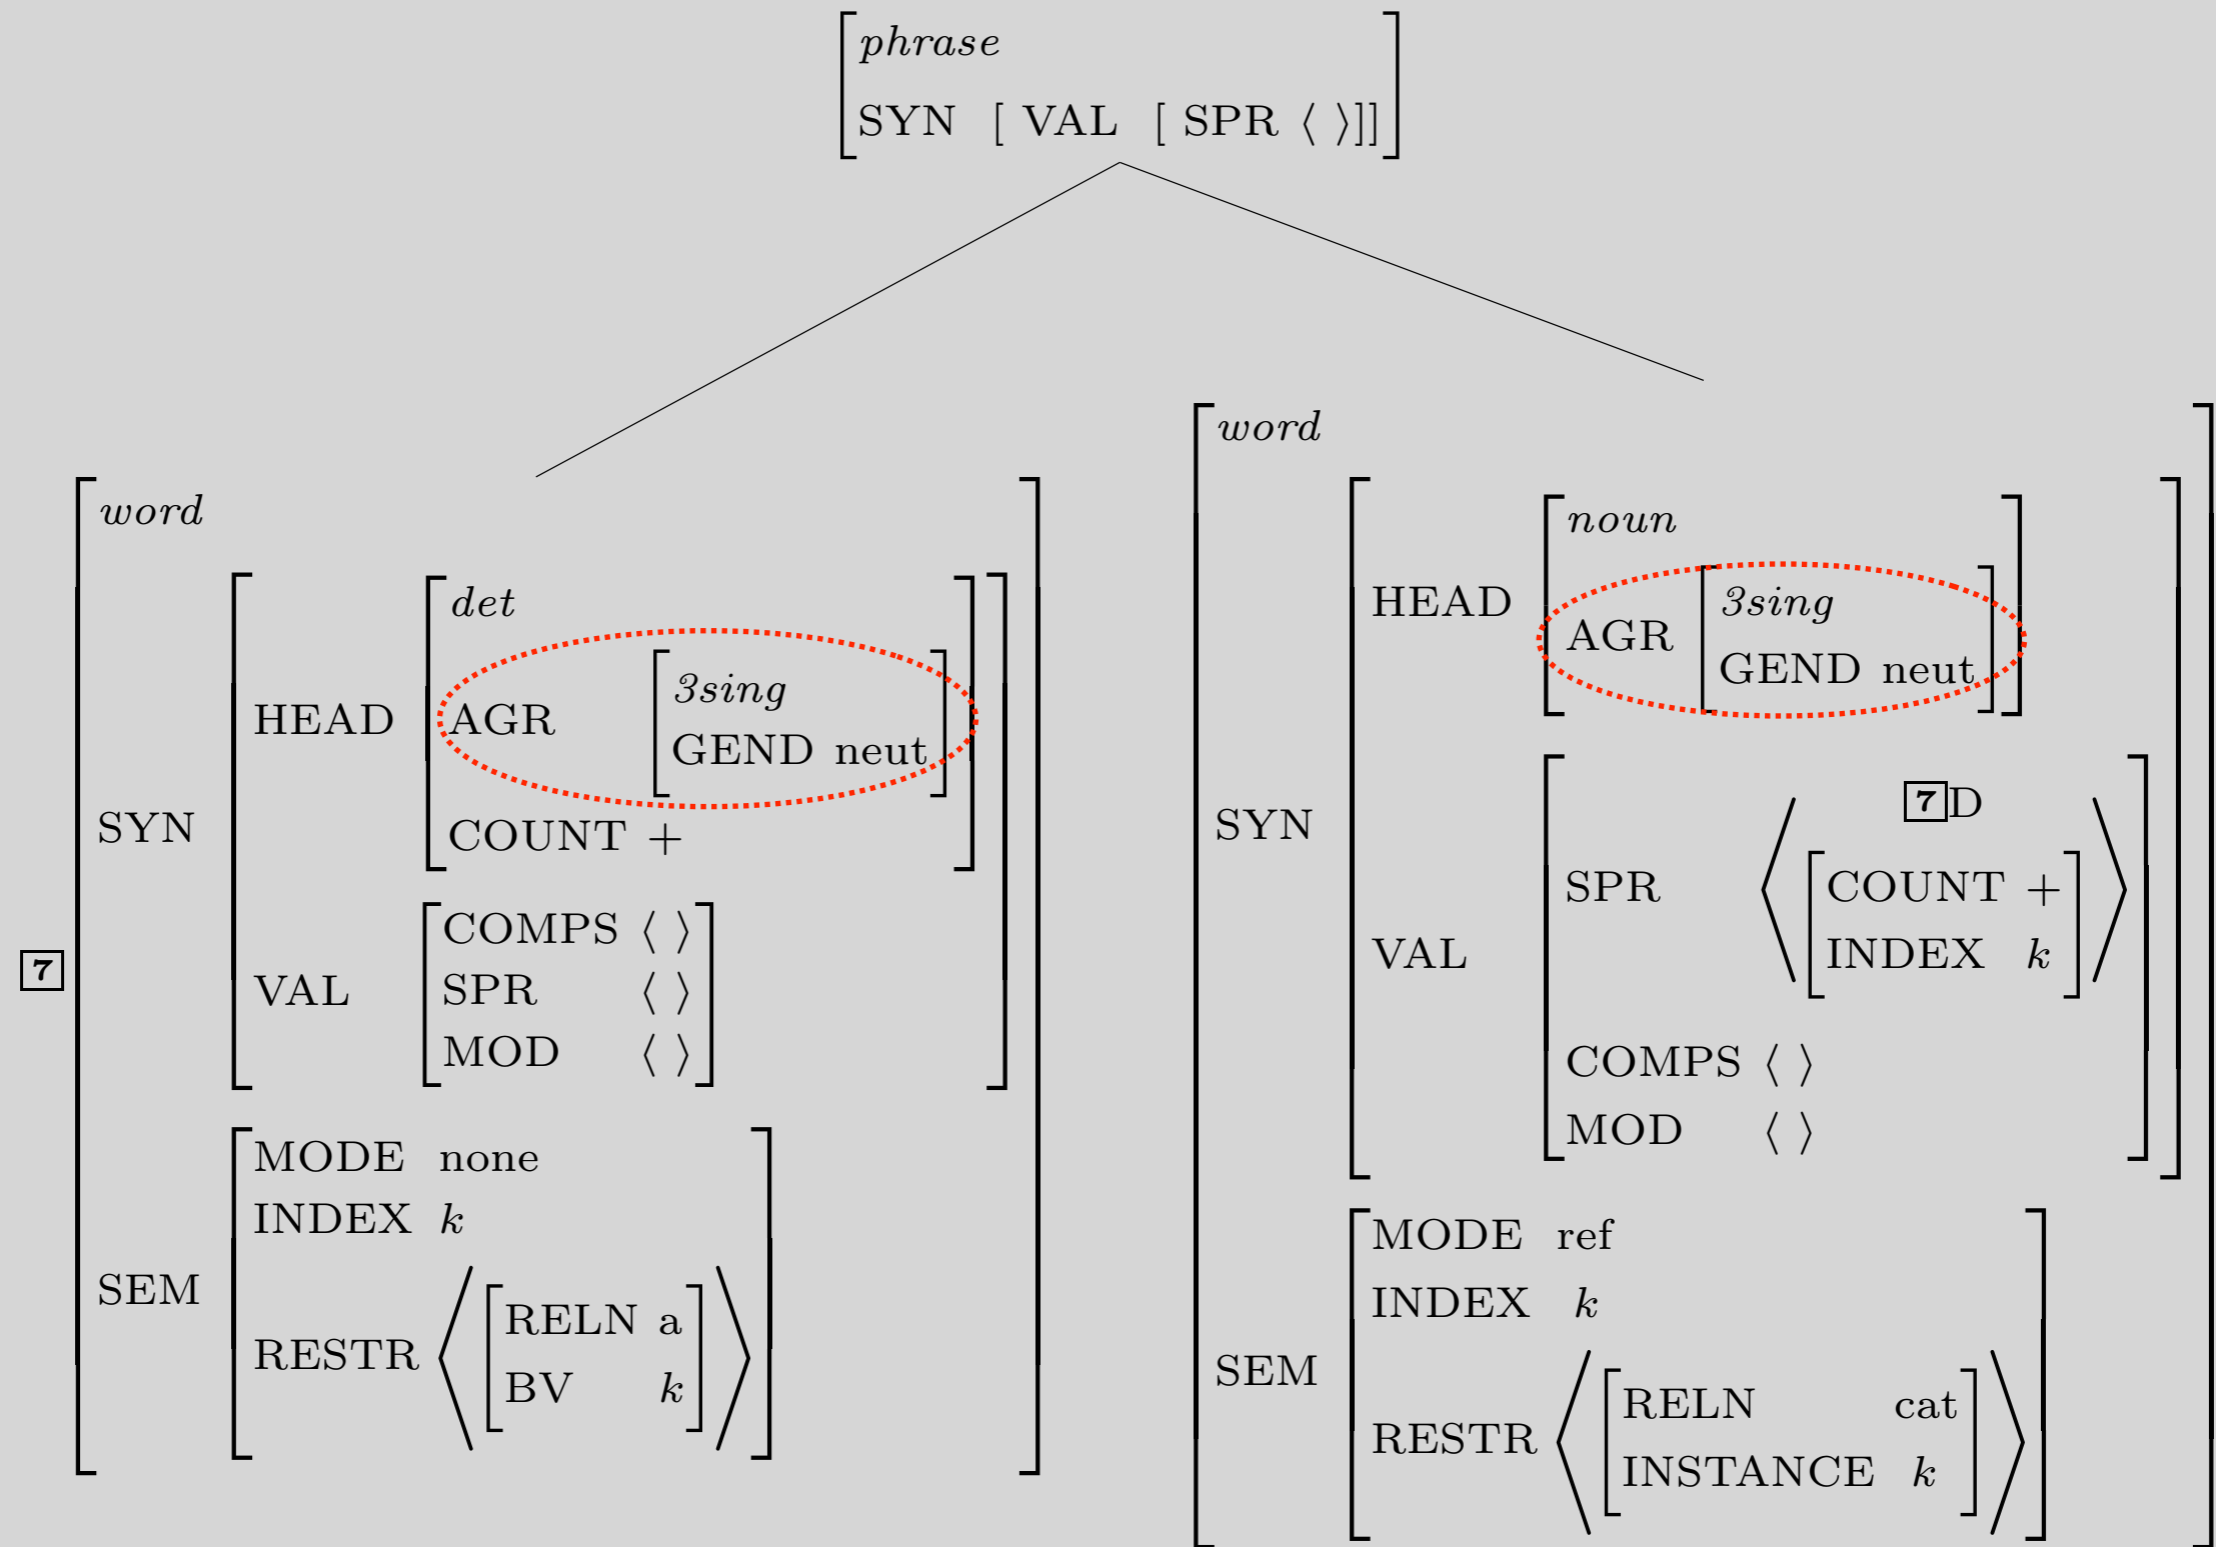 phrase
SYN [ VAL [ SPR ⟨ ⟩]]
7
word
SYN
HEAD
det
AGR
3sing
GEND neut
COUNT +
VAL
COMPS ⟨ ⟩
SPR ⟨ ⟩
MOD ⟨ ⟩
SEM
MODE none
INDEX k
RESTR
RELN a
BV k
word
SYN
HEAD
noun
AGR
3sing
GEND neut
VAL
SPR
7D
COUNT +
INDEX k
COMPS ⟨ ⟩
MOD ⟨ ⟩
SEM
MODE ref
INDEX k
RESTR
RELN cat
INSTANCE k